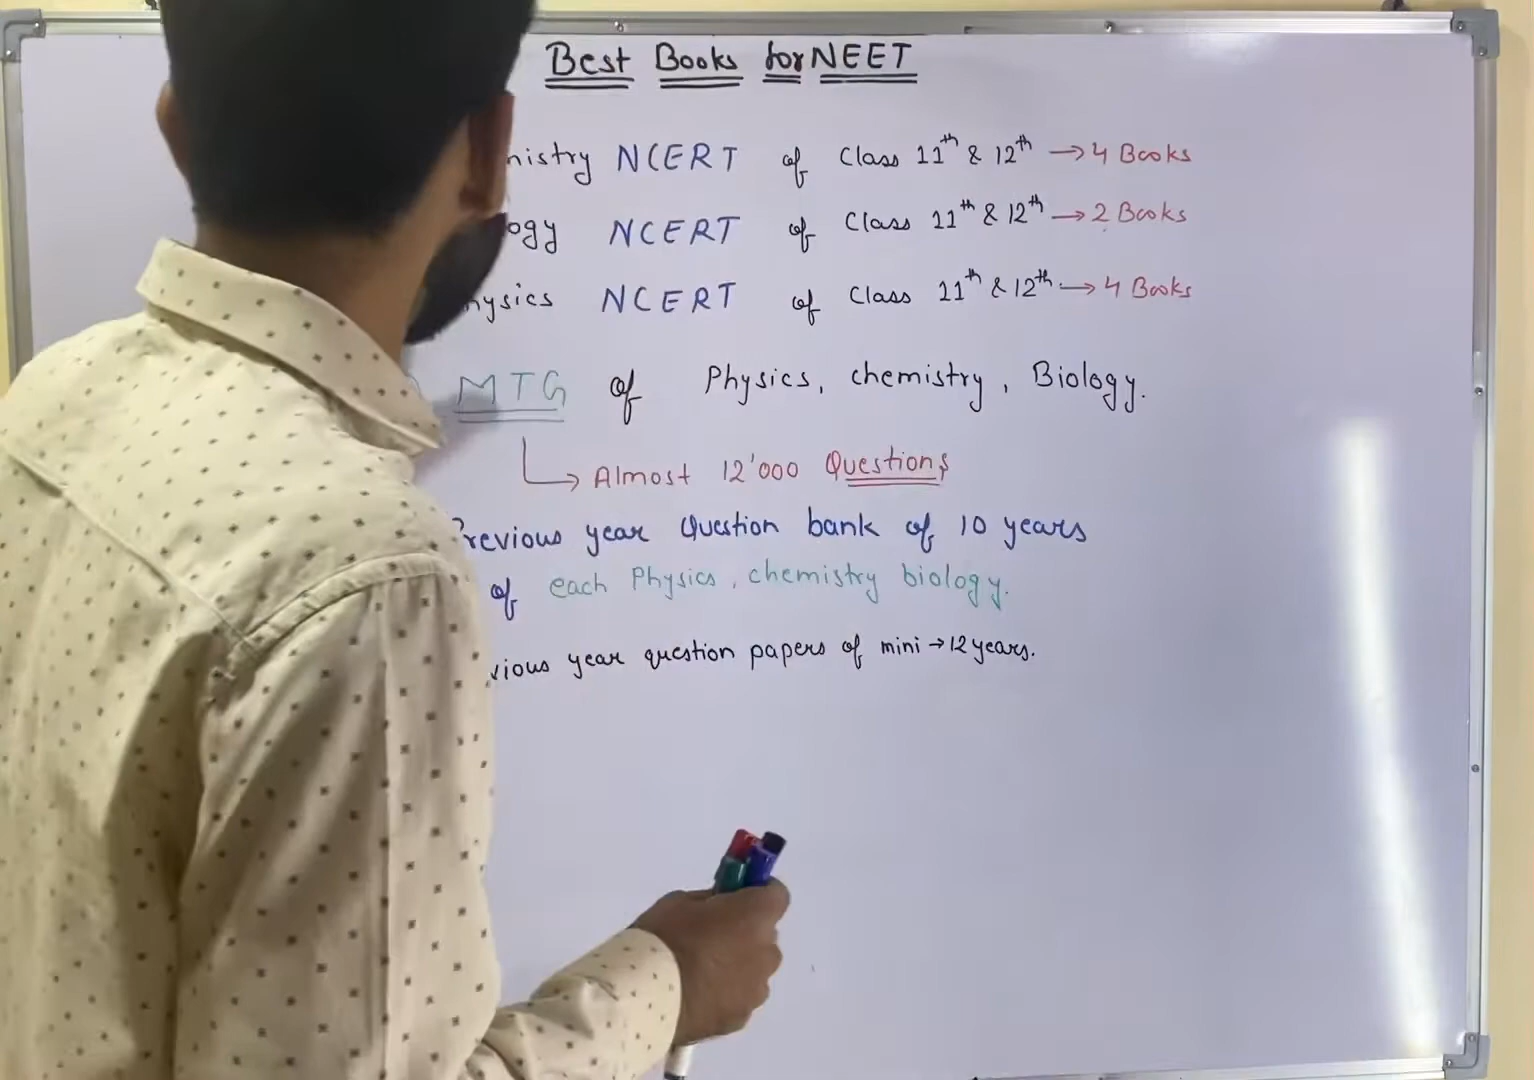 Best Books for NEET
nistry NCERT of Class 11th & 12th → 4 Books
ogy NCERT of Class 11th & 12th → 2 Books
hysics NCERT of Class 11th & 12th → 4 Books
MTG of Physics, chemistry, Biology.
↳ Almost 12'000 Questions
Previous year Question bank of 10 years
of each Physics, chemistry biology.
vious year question papers of mini → 12 years.